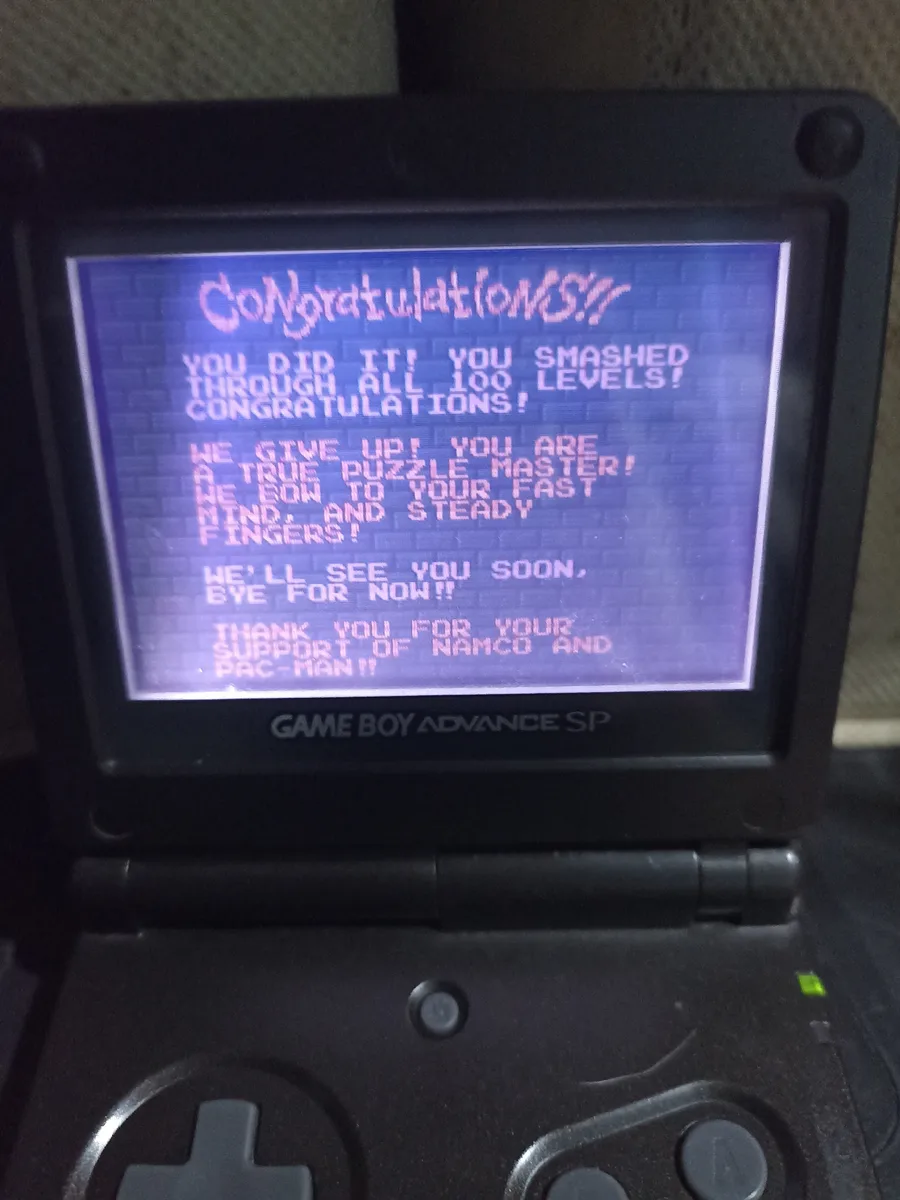 CoNgratulatioNS!!
YOU DID IT! YOU SMASHED
THROUGH ALL 100 LEVELS!
CONGRATULATIONS!
WE GIVE UP! YOU ARE
A TRUE PUZZLE MASTER!
WE BOW TO YOUR FAST
MIND, AND STEADY
FINGERS!
WE'LL SEE YOU SOON,
BYE FOR NOW!!
THANK YOU FOR YOUR
SUPPORT OF NAMCO AND
PAC-MAN!!
GAME BOY ADVANCE SP
A